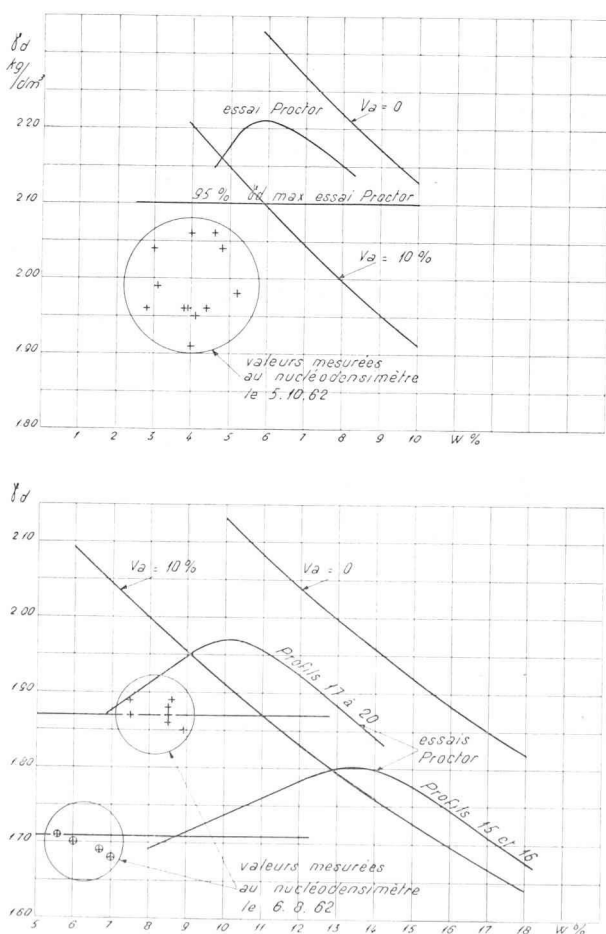 γd
kg/dm³
2.20
2.10
2.00
1.90
1.80
Va = 0
essai Proctor
95 % γd max essai Proctor
Va = 10 %
valeurs mesurées
au nucléodensimètre
le 5.10.62
1 2 3 4 5 6 7 8 9 10 W %
γd
2.10
2.00
1.90
1.80
1.70
1.60
Va = 10 %
Va = 0
Profils 17 à 20
essais
Proctor
Profils 15 et 16
valeurs mesurées
au nucléodensimètre
le 6.8.62
5 6 7 8 9 10 11 12 13 14 15 16 17 18 W %